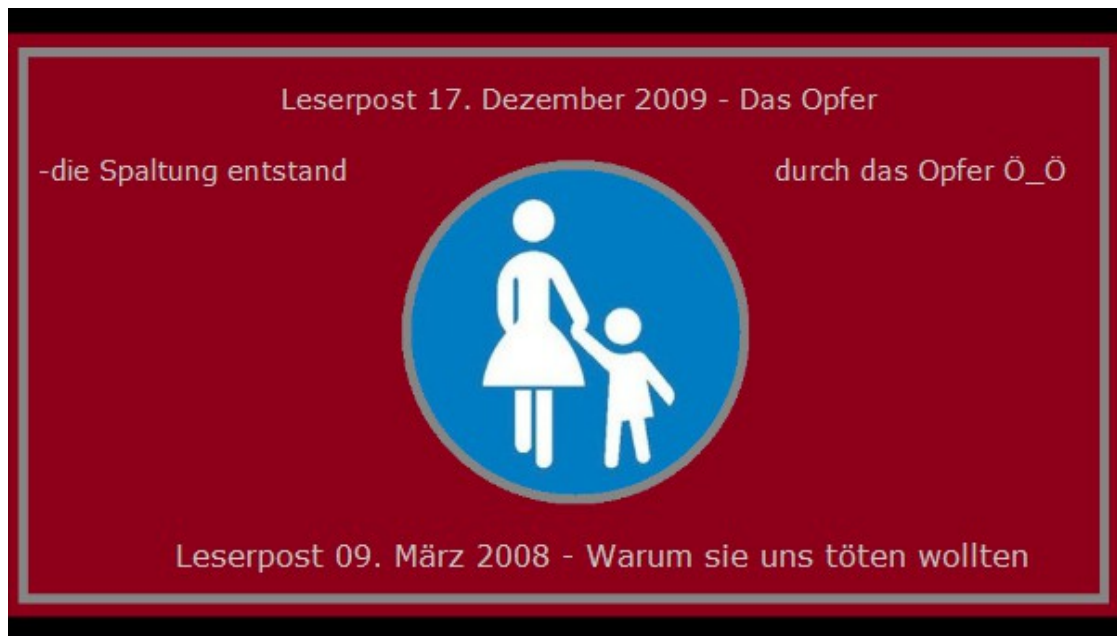 Leserpost 17. Dezember 2009 - Das Opfer
-die Spaltung entstand durch das Opfer Ö_Ö
Leserpost 09. März 2008 - Warum sie uns töten wollten